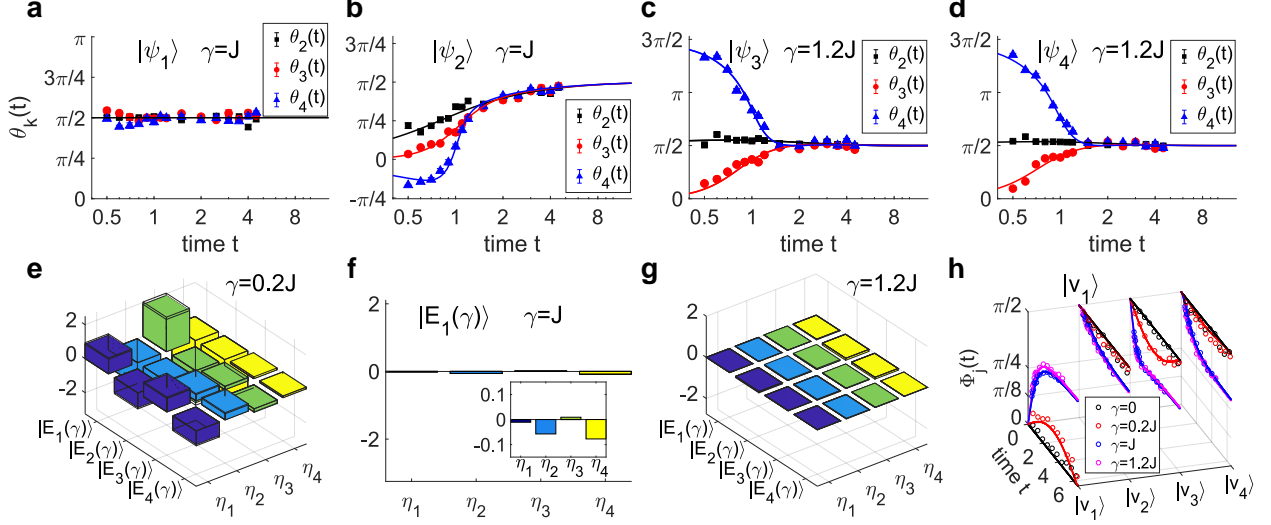 a
|ψ1⟩ γ=J
θk(t)
π
3π/4
π/2
π/4
0
θ2(t)
θ3(t)
θ4(t)
0.5 1 2 4 8
time t
b
|ψ2⟩ γ=J
3π/4
π/2
π/4
0
-π/4
θ2(t)
θ3(t)
θ4(t)
0.5 1 2 4 8
time t
c
|ψ3⟩ γ=1.2J
3π/2
π
π/2
0
θ2(t)
θ3(t)
θ4(t)
0.5 1 2 4 8
time t
d
|ψ4⟩ γ=1.2J
3π/2
π
π/2
0
θ2(t)
θ3(t)
θ4(t)
0.5 1 2 4 8
time t
e
γ=0.2J
2
0
-2
|E1(γ)⟩
|E2(γ)⟩
|E3(γ)⟩
|E4(γ)⟩
η1
η2
η3
η4
f
|E1(γ)⟩ γ=J
2
0
-2
0.1
0
-0.1
η1 η2 η3 η4
η1 η2 η3 η4
g
γ=1.2J
2
0
-2
|E1(γ)⟩
|E2(γ)⟩
|E3(γ)⟩
|E4(γ)⟩
η1
η2
η3
η4
h
|v1⟩
Φj(t)
π/2
π/4
π/8
0
γ=0
γ=0.2J
γ=J
γ=1.2J
0
2
4
6
time t
|v1⟩ |v2⟩ |v3⟩ |v4⟩